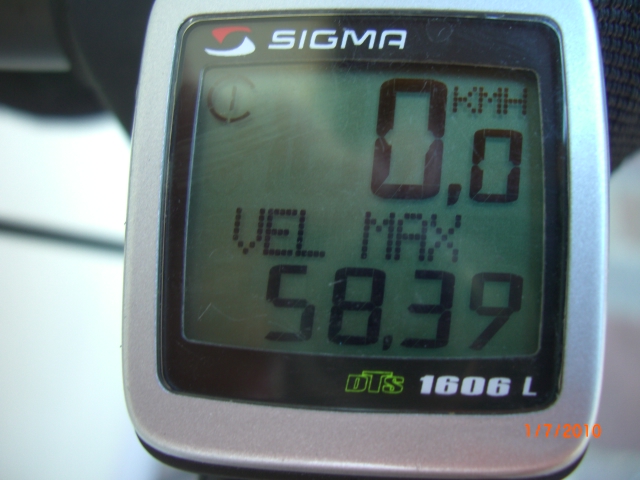 SIGMA
KMH
0,0
VEL MAX
58,39
DTS 1606 L
1/7/2010